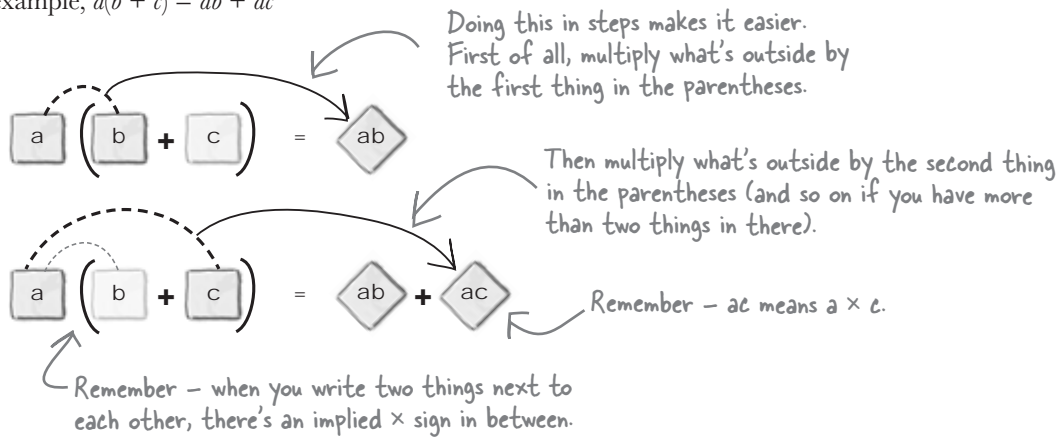 example, a(b + c) = ab + ac
Doing this in steps makes it easier.
First of all, multiply what's outside by
the first thing in the parentheses.
a ( b + c ) = ab
Then multiply what's outside by the second thing
in the parentheses (and so on if you have more
than two things in there).
a ( b + c ) = ab + ac
Remember – ac means a × c.
Remember – when you write two things next to
each other, there's an implied × sign in between.